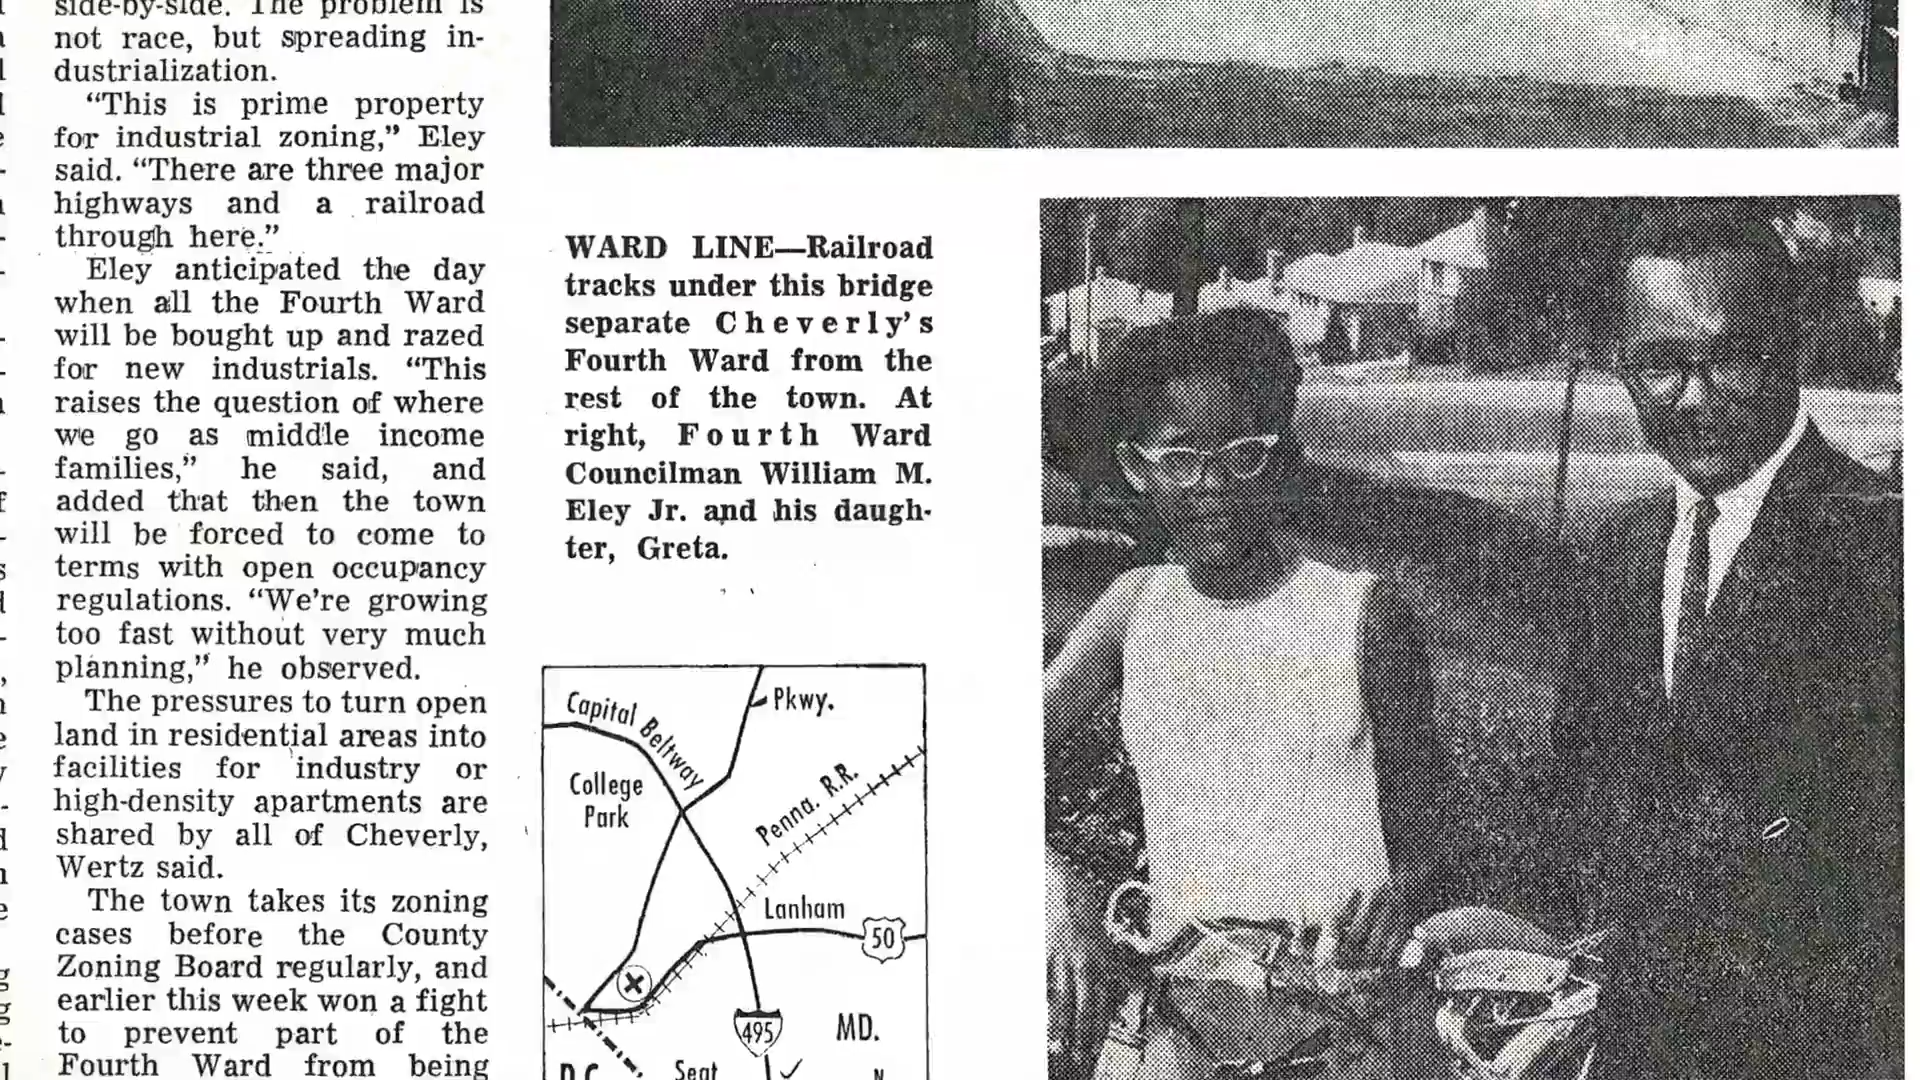 side-by-side. The problem is
not race, but spreading in-
dustrialization.
"This is prime property
for industrial zoning," Eley
said. "There are three major
highways and a railroad
through here."
Eley anticipated the day
when all the Fourth Ward
will be bought up and razed
for new industrials. "This
raises the question of where
we go as middle income
families," he said, and
added that then the town
will be forced to come to
terms with open occupancy
regulations. "We're growing
too fast without very much
planning," he observed.
The pressures to turn open
land in residential areas into
facilities for industry or
high-density apartments are
shared by all of Cheverly,
Wertz said.
The town takes its zoning
cases before the County
Zoning Board regularly, and
earlier this week won a fight
to prevent part of the
Fourth Ward from being
WARD LINE—Railroad
tracks under this bridge
separate Cheverly's
Fourth Ward from the
rest of the town. At
right, Fourth Ward
Councilman William M.
Eley Jr. and his daugh-
ter, Greta.
Capital Beltway
Pkwy.
College
Park
Penna. R.R.
Lanham
50
495
MD.
D.C.
Seat
N